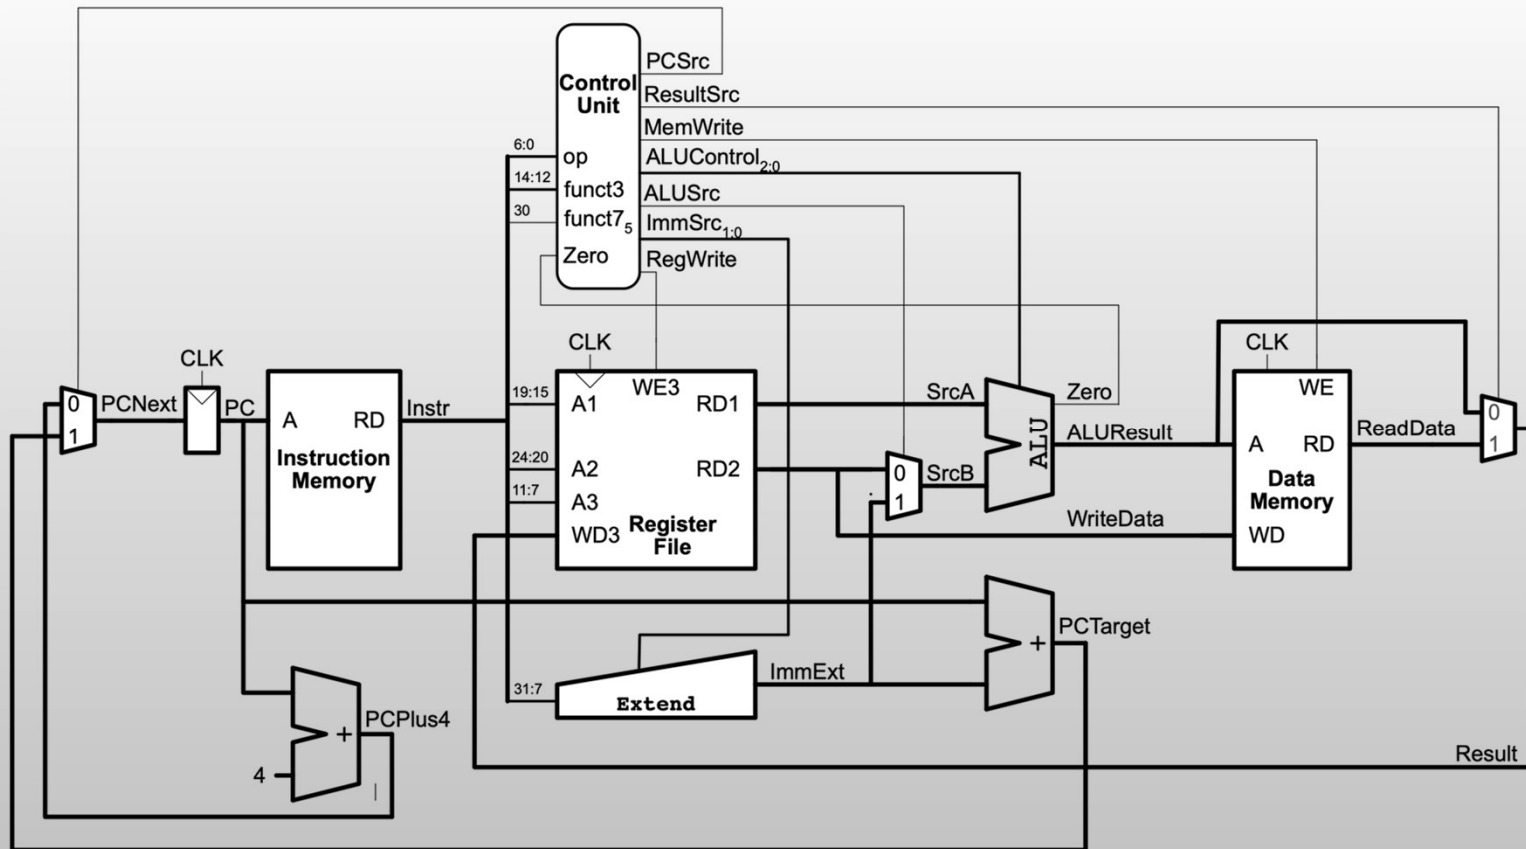 PCSrc
Control
Unit
ResultSrc
MemWrite
6:0
op
ALUControl2:0
14:12
funct3
ALUSrc
30
funct75
ImmSrc1:0
Zero
RegWrite
CLK
CLK
CLK
0
1
PCNext
PC
A
RD
Instr
Instruction
Memory
19:15
A1
WE3
RD1
24:20
A2
RD2
11:7
A3
WD3
Register
File
SrcA
0
1
SrcB
ALU
Zero
ALUResult
WriteData
WE
A
RD
Data
Memory
WD
ReadData
0
1
31:7
Extend
ImmExt
+
PCTarget
4
+
PCPlus4
Result